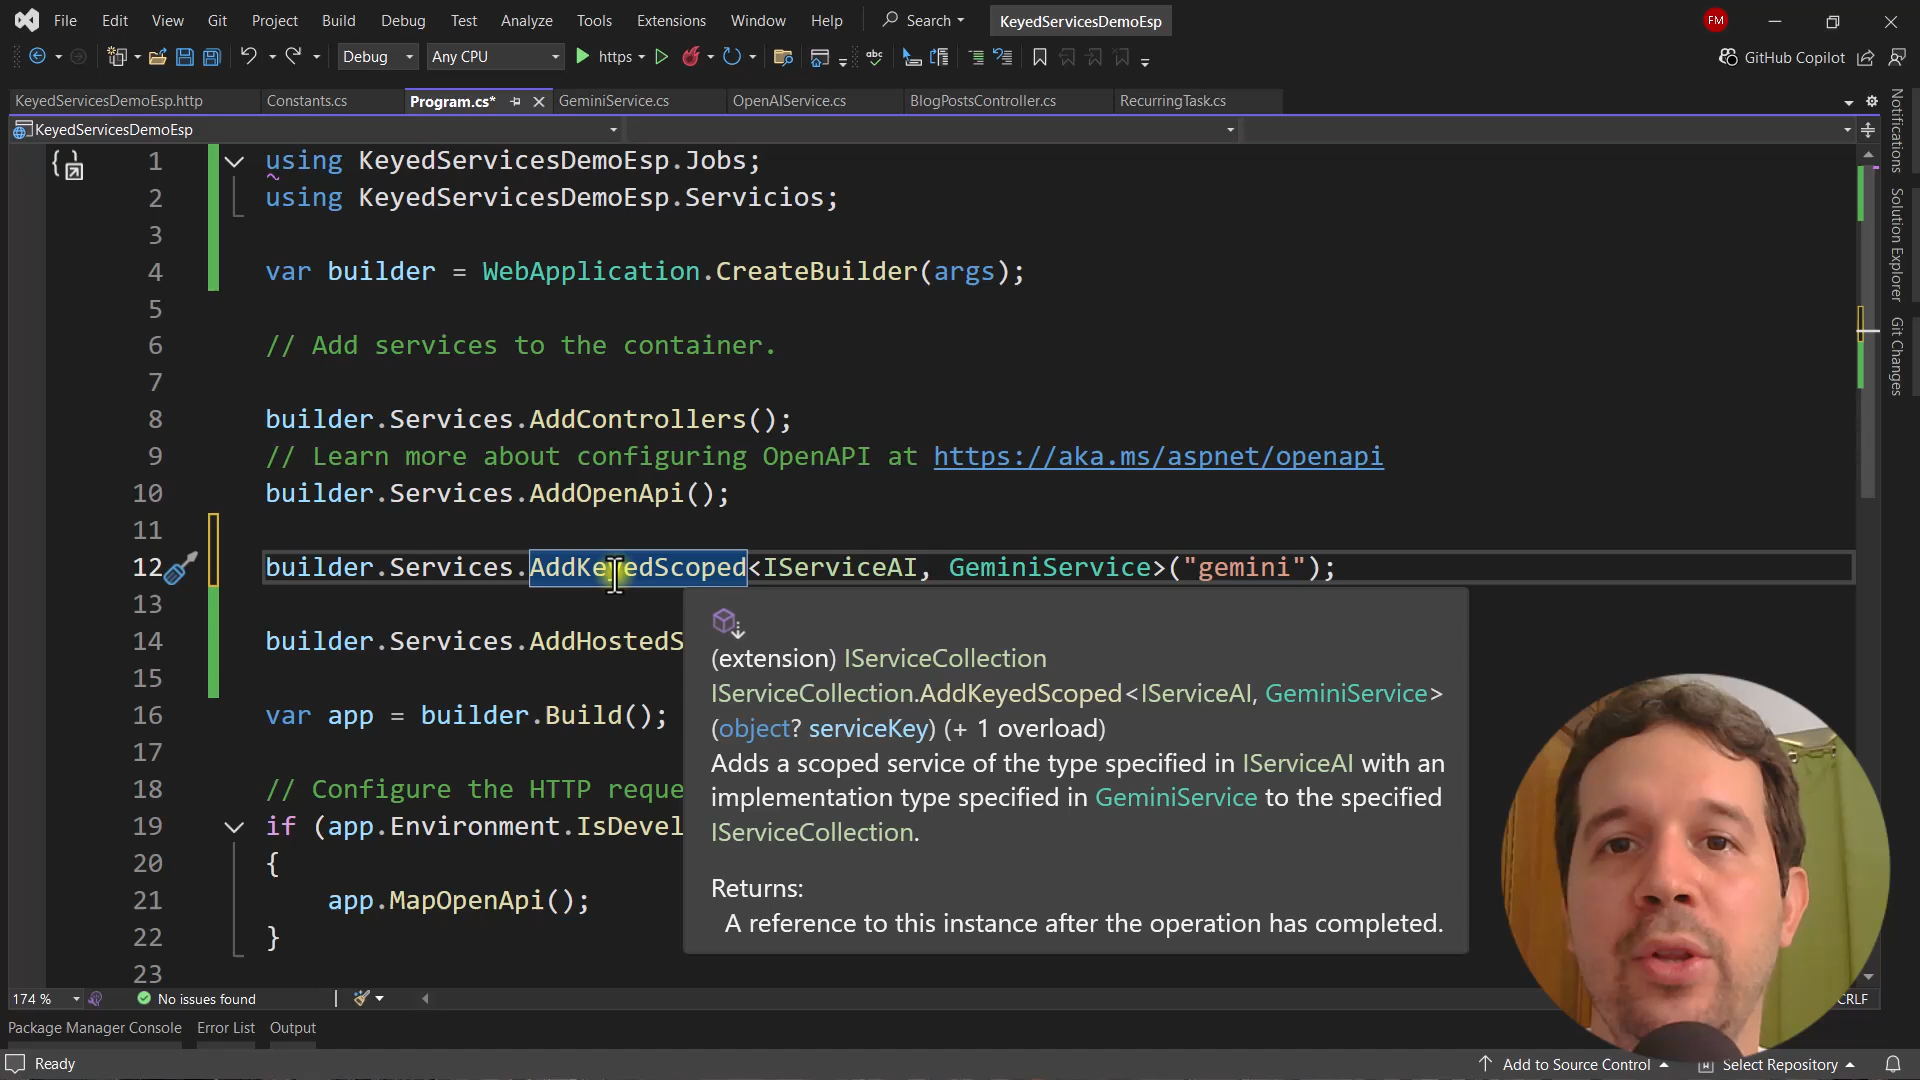 File Edit View Git Project Build Debug Test Analyze Tools Extensions Window Help Search KeyedServicesDemoEsp FM
Debug Any CPU https GitHub Copilot
KeyedServicesDemoEsp.http Constants.cs Program.cs* GeminiService.cs OpenAIService.cs BlogPostsController.cs RecurringTask.cs
KeyedServicesDemoEsp
1 using KeyedServicesDemoEsp.Jobs;
2 using KeyedServicesDemoEsp.Servicios;
3
4 var builder = WebApplication.CreateBuilder(args);
5
6 // Add services to the container.
7
8 builder.Services.AddControllers();
9 // Learn more about configuring OpenAPI at https://aka.ms/aspnet/openapi
10 builder.Services.AddOpenApi();
11
12 builder.Services.AddKeyedScoped<IServiceAI, GeminiService>("gemini");
13
14 builder.Services.AddHostedS
15
16 var app = builder.Build();
17
18 // Configure the HTTP reque
19 if (app.Environment.IsDevel
20 {
21 app.MapOpenApi();
22 }
23
(extension) IServiceCollection
IServiceCollection.AddKeyedScoped<IServiceAI, GeminiService>
(object? serviceKey) (+ 1 overload)
Adds a scoped service of the type specified in IServiceAI with an
implementation type specified in GeminiService to the specified
IServiceCollection.
Returns:
A reference to this instance after the operation has completed.
Notifications
Solution Explorer
Git Changes
174 % No issues found CRLF
Package Manager Console Error List Output
Ready Add to Source Control Select Repository